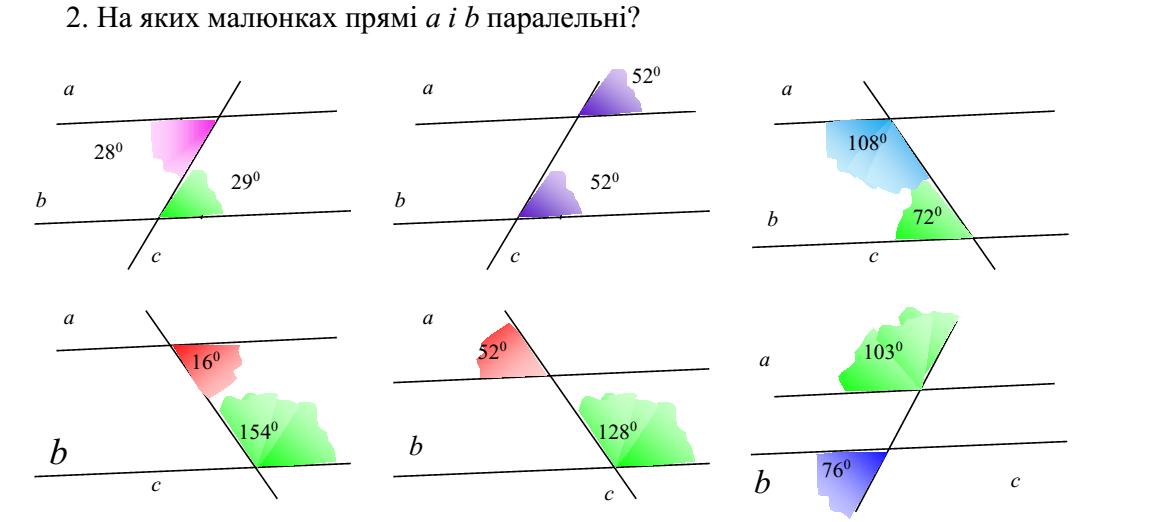 2. На яких малюнках прямі a і b паралельні?
a
28⁰
29⁰
b
c
a
52⁰
52⁰
b
c
a
108⁰
b
72⁰
c
a
16⁰
154⁰
b
c
a
52⁰
128⁰
b
c
103⁰
a
76⁰
b
c